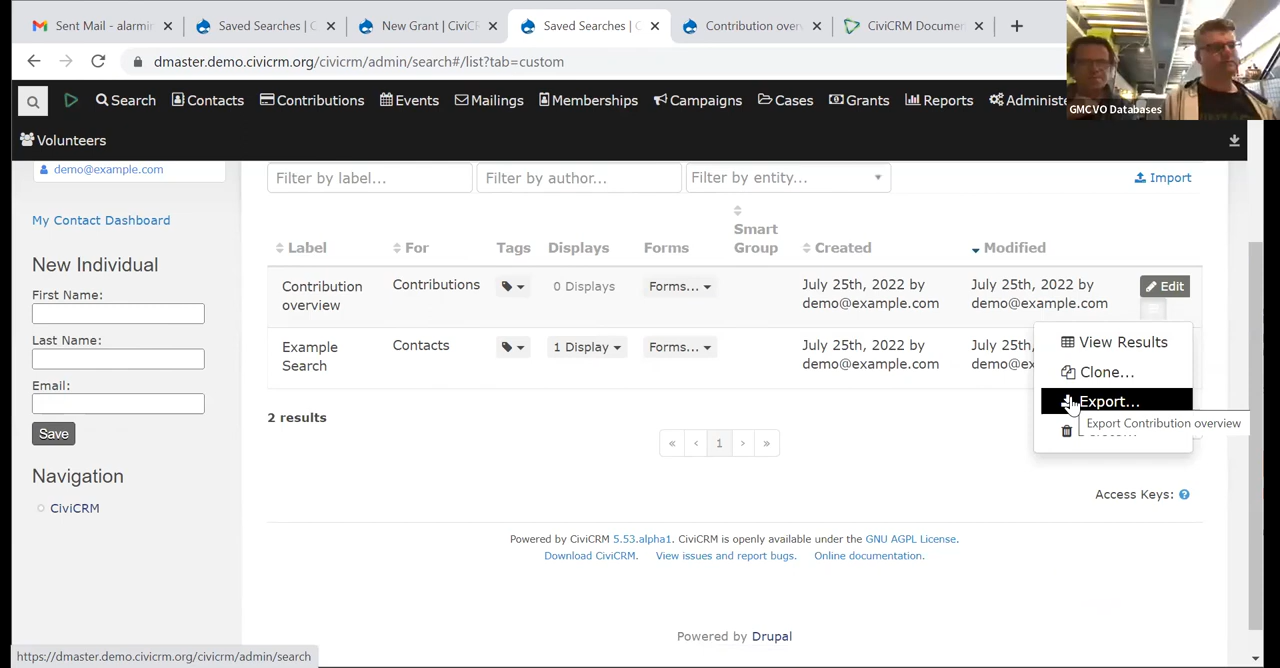 Sent Mail - alarmin
Saved Searches | C
New Grant | CiviCR
Saved Searches | C
Contribution over
CiviCRM Documen
dmaster.demo.civicrm.org/civicrm/admin/search#/list?tab=custom
GMCVO Databases
Search
Contacts
Contributions
Events
Mailings
Memberships
Campaigns
Cases
Grants
Reports
Administe
Volunteers
demo@example.com
My Contact Dashboard
New Individual
First Name:
Last Name:
Email:
Save
Navigation
CiviCRM
Filter by label...
Filter by author...
Filter by entity...
Import
Label
For
Tags
Displays
Forms
Smart
Group
Created
Modified
Contribution
overview
Contributions
0 Displays
Forms...
July 25th, 2022 by
demo@example.com
July 25th, 2022 by
demo@example.com
Edit
Example
Search
Contacts
1 Display
Forms...
July 25th, 2022 by
demo@example.com
July 25th,
demo@ex
View Results
Clone...
Export...
Export Contribution overview
2 results
« ‹ 1 › »
Access Keys:
Powered by CiviCRM 5.53.alpha1. CiviCRM is openly available under the GNU AGPL License.
Download CiviCRM. View issues and report bugs. Online documentation.
Powered by Drupal
https://dmaster.demo.civicrm.org/civicrm/admin/search